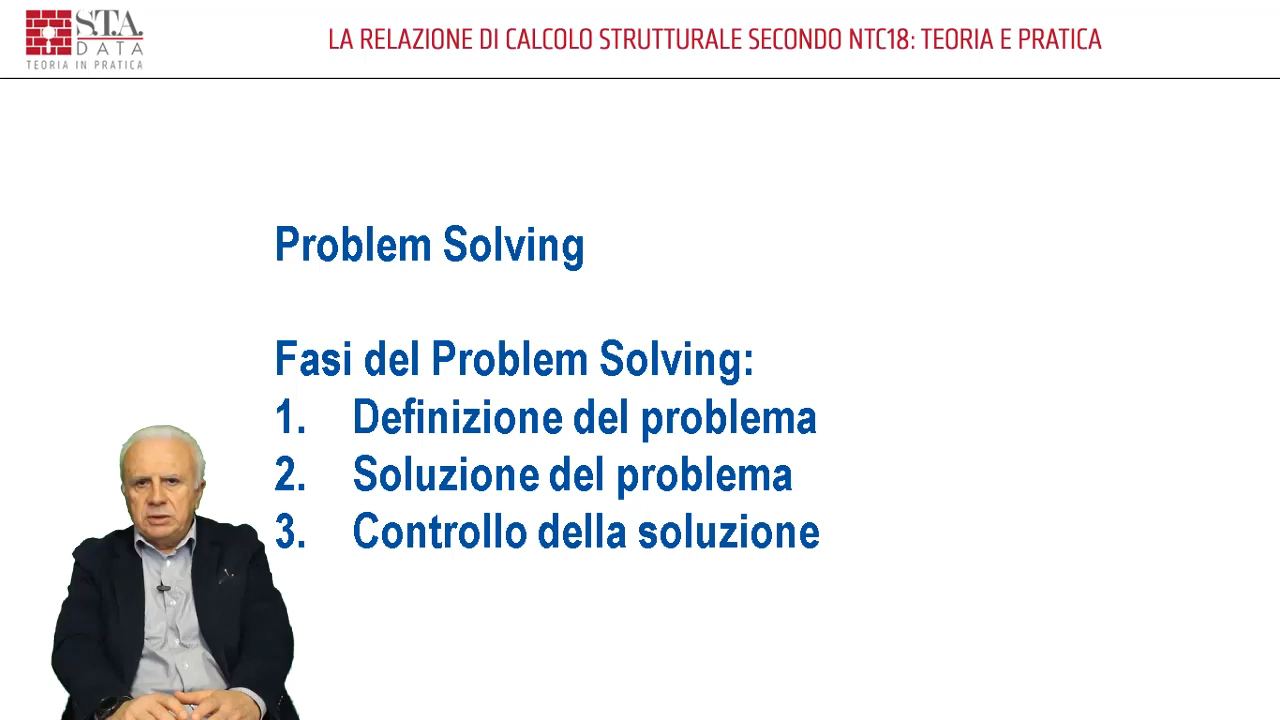 S.T.A.
DATA
TEORIA IN PRATICA
LA RELAZIONE DI CALCOLO STRUTTURALE SECONDO NTC18: TEORIA E PRATICA
Problem Solving
Fasi del Problem Solving:
1. Definizione del problema
2. Soluzione del problema
3. Controllo della soluzione